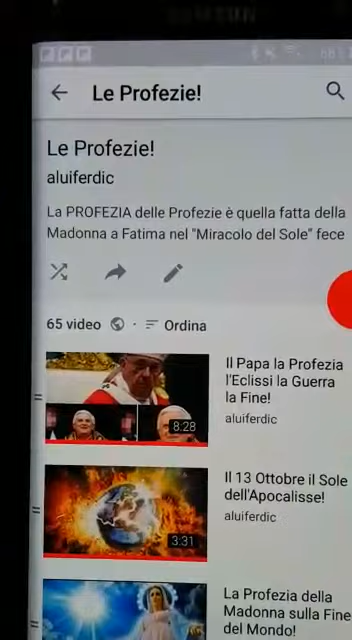 SAMSUNG
Le Profezie!
Le Profezie!
aluiferdic
La PROFEZIA delle Profezie è quella fatta della
Madonna a Fatima nel "Miracolo del Sole" fece
65 video · Ordina
Il Papa la Profezia
l'Eclissi la Guerra
la Fine!
aluiferdic
8:28
Il 13 Ottobre il Sole
dell'Apocalisse!
aluiferdic
3:31
La Profezia della
Madonna sulla Fine
del Mondo!